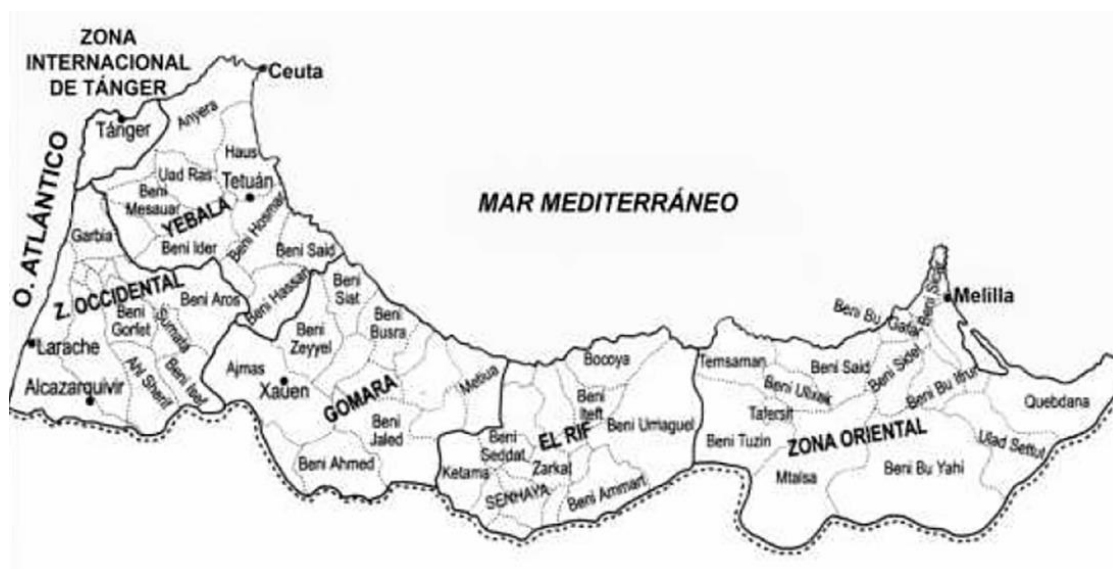 ZONA
INTERNACIONAL
DE TÁNGER
Ceuta
Tánger
Anyera
O. ATLÁNTICO
Haus
Uad Ras
Tetuán
Beni
Mesauar
YEBALA
Beni Hosmar
Garbia
Beni Ider
Beni Said
MAR MEDITERRÁNEO
Z. OCCIDENTAL
Beni Aros
Beni Hassan
Beni
Siat
Beni
Gorfet
Sumata
Beni
Zeyyel
Beni
Busra
Larache
Ahl Sherif
Beni Isef
Alcazarquivir
Ajmas
Xauen
GOMARA
Metiua
Beni
Jaled
Beni Ahmed
Bocoya
Beni
Iteft
EL RIF
Beni Urriaguel
Beni
Seddat
Ketama
Zarkat
SENHAYA
Beni Ammart
Beni Sicar
Melilla
Beni Bu Gafar
Temsaman
Beni Said
Beni Sidel
Beni Ulixek
Beni Bu Ifrur
Tafersit
Quebdana
Beni Tuzin
ZONA ORIENTAL
Ulad Settut
Mtalsa
Beni Bu Yahi